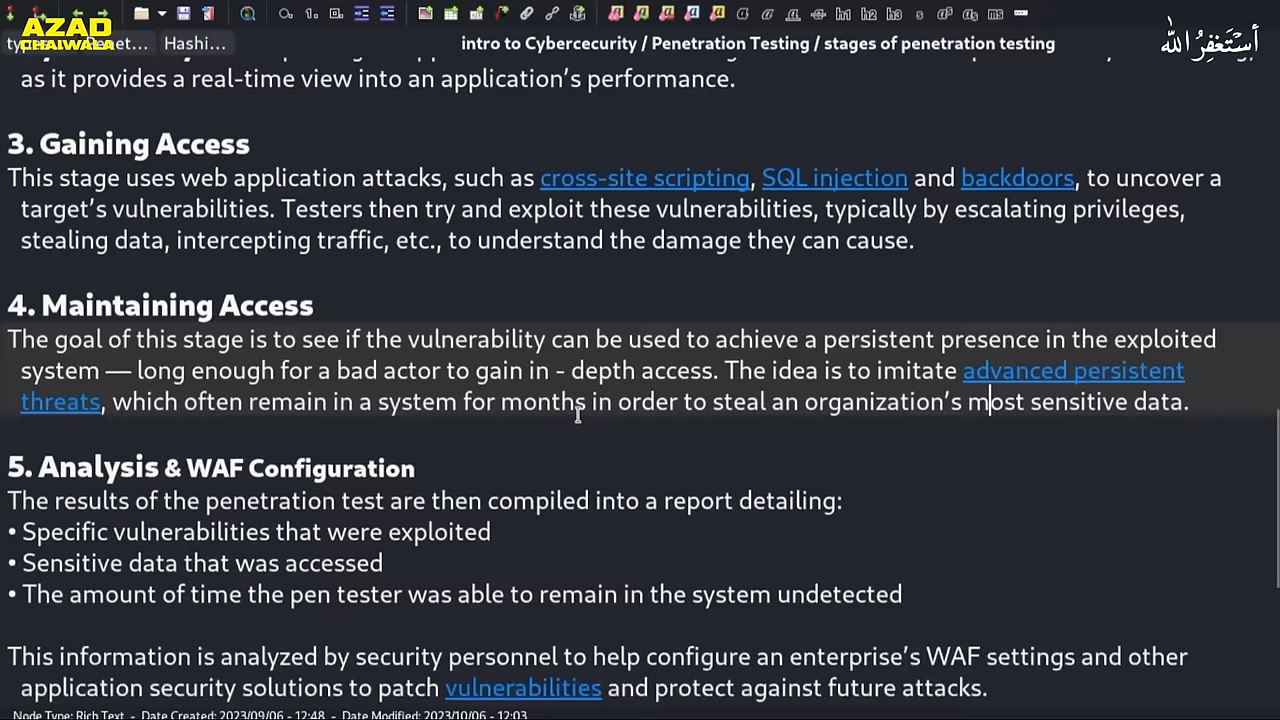 AZAD
CHAIWALA
Hashi...
intro to Cybercecurity / Penetration Testing / stages of penetration testing
أستغفر الله
as it provides a real-time view into an application's performance.
3. Gaining Access
This stage uses web application attacks, such as cross-site scripting, SQL injection and backdoors, to uncover a
target's vulnerabilities. Testers then try and exploit these vulnerabilities, typically by escalating privileges,
stealing data, intercepting traffic, etc., to understand the damage they can cause.
4. Maintaining Access
The goal of this stage is to see if the vulnerability can be used to achieve a persistent presence in the exploited
system — long enough for a bad actor to gain in - depth access. The idea is to imitate advanced persistent
threats, which often remain in a system for months in order to steal an organization's most sensitive data.
5. Analysis & WAF Configuration
The results of the penetration test are then compiled into a report detailing:
• Specific vulnerabilities that were exploited
• Sensitive data that was accessed
• The amount of time the pen tester was able to remain in the system undetected
This information is analyzed by security personnel to help configure an enterprise's WAF settings and other
application security solutions to patch vulnerabilities and protect against future attacks.
Node Type: Rich Text - Date Created: 2023/09/06 - 12:48 - Date Modified: 2023/10/06 - 12:03